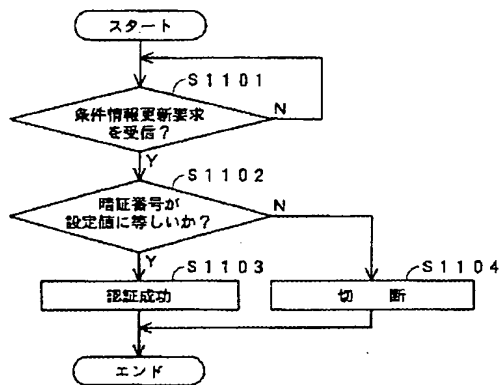 スタート
S1101
条件情報更新要求
を受信?
N
Y
S1102
暗証番号が
設定値に等しいか?
N
Y
S1103
認証成功
S1104
切 断
エンド